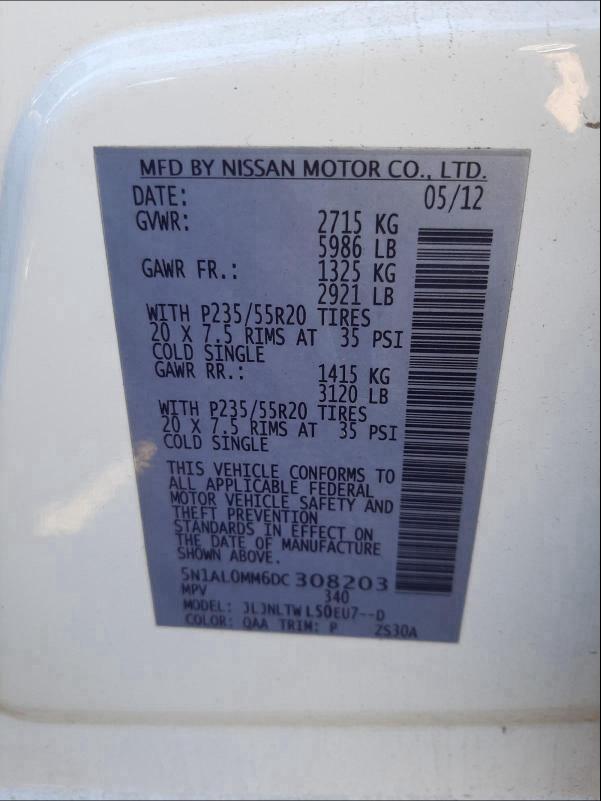 MFD BY NISSAN MOTOR CO., LTD.
DATE: 05/12
GVWR: 2715 KG
5986 LB
GAWR FR.: 1325 KG
2921 LB
WITH P235/55R20 TIRES
20 X 7.5 RIMS AT 35 PSI
COLD SINGLE
GAWR RR.: 1415 KG
3120 LB
WITH P235/55R20 TIRES
20 X 7.5 RIMS AT 35 PSI
COLD SINGLE
THIS VEHICLE CONFORMS TO
ALL APPLICABLE FEDERAL
MOTOR VEHICLE SAFETY AND
THEFT PREVENTION
STANDARDS IN EFFECT ON
THE DATE OF MANUFACTURE
SHOWN ABOVE.
5N1AL0MM6DC 308203
MPV 340
MODEL: JLJNLTW L50EU7--D
COLOR: QAA TRIM: P ZS30A